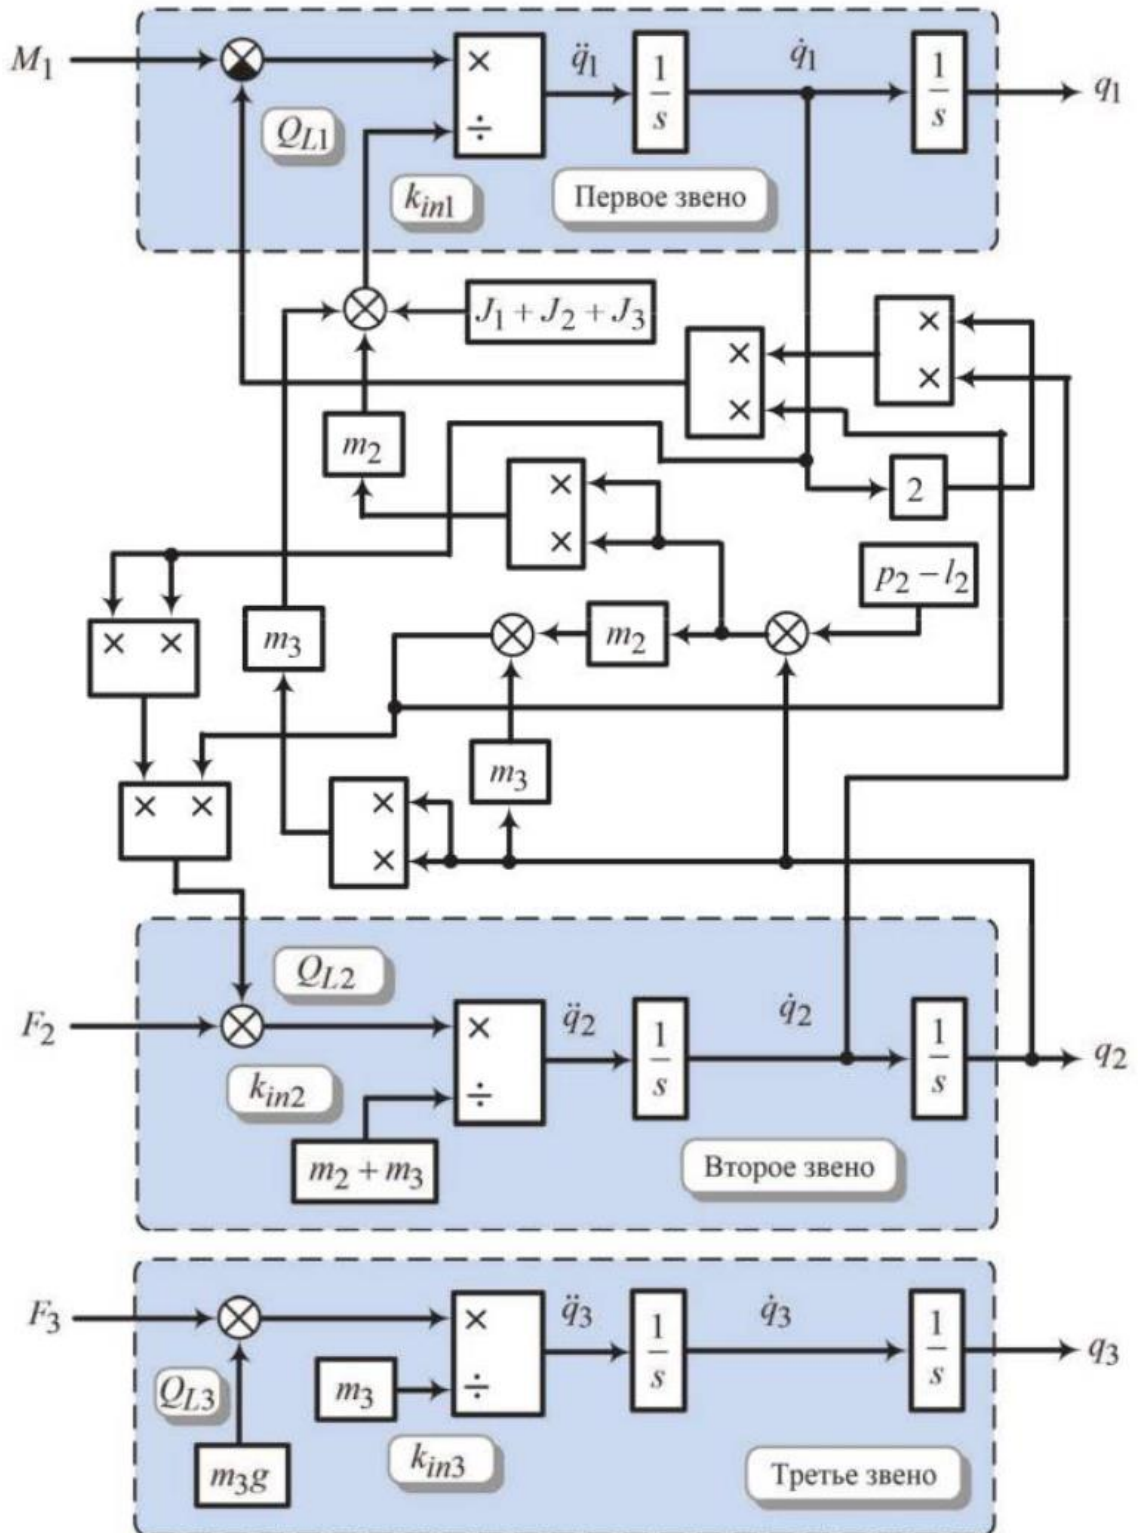 M₁
×
÷
q̈₁
1/s
q̇₁
1/s
q₁
Q_L1
k_in1
Первое звено
J₁ + J₂ + J₃
×
×
×
×
m₂
×
×
2
p₂ − l₂
× ×
m₃
m₂
m₃
× ×
×
×
F₂
Q_L2
×
÷
q̈₂
1/s
q̇₂
1/s
q₂
k_in2
m₂ + m₃
Второе звено
F₃
×
÷
q̈₃
1/s
q̇₃
1/s
q₃
Q_L3
m₃
k_in3
m₃g
Третье звено